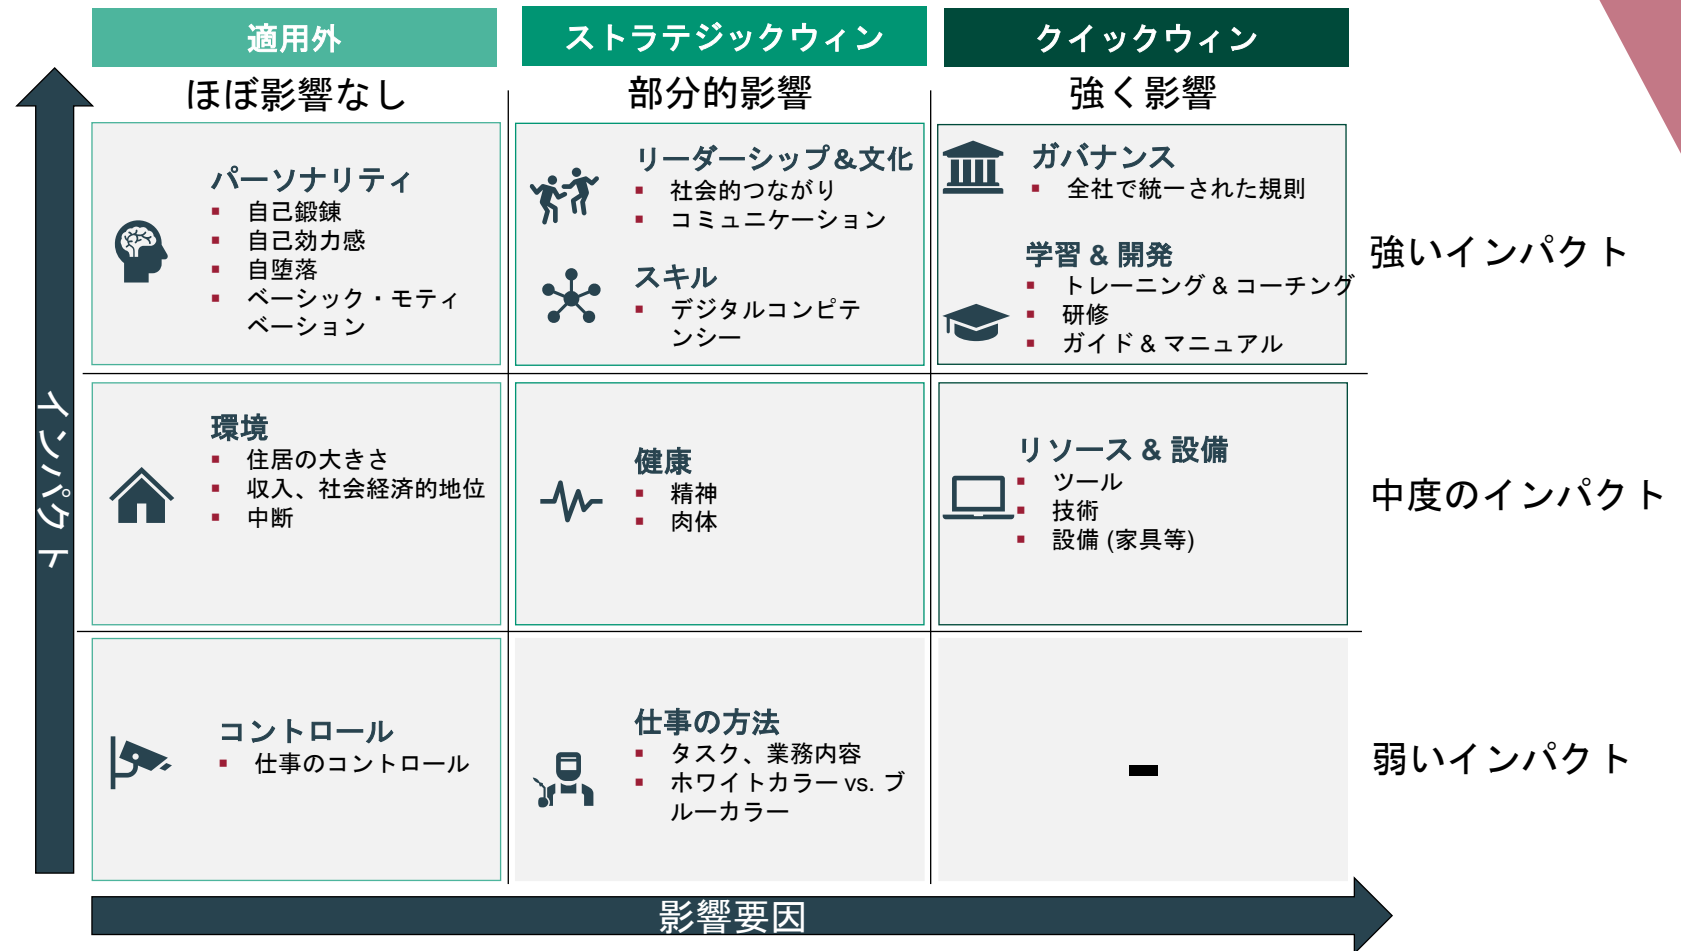 適用外
ストラテジックウィン
クイックウィン
ほぼ影響なし
部分的影響
強く影響
パーソナリティ
自己鍛錬
自己効力感
自堕落
ベーシック・モティ
ベーション
リーダーシップ&文化
社会的つながり
コミュニケーション
スキル
デジタルコンピテ
ンシー
ガバナンス
全社で統一された規則
学習 & 開発
トレーニング & コーチング
研修
ガイド & マニュアル
強いインパクト
環境
住居の大きさ
収入、社会経済的地位
中断
健康
精神
肉体
リソース & 設備
ツール
技術
設備 (家具等)
中度のインパクト
コントロール
仕事のコントロール
仕事の方法
タスク、業務内容
ホワイトカラー vs. ブ
ルーカラー
-
弱いインパクト
インパクト
影響要因